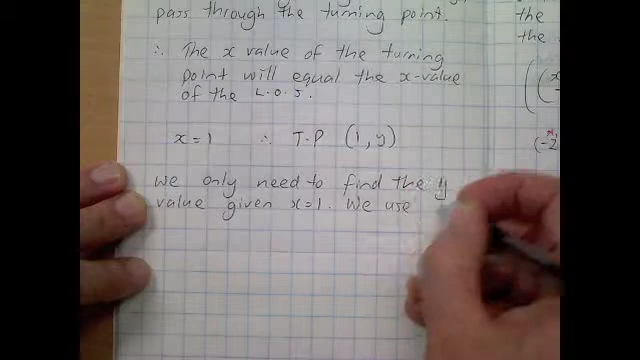 pass through the turning point.
∴ The x value of the turning
point will equal the x-value
of the L.O.S.
x=1 ∴ T.P (1, y)
We only need to find the y
value given x=1. We use
the
the
(-2